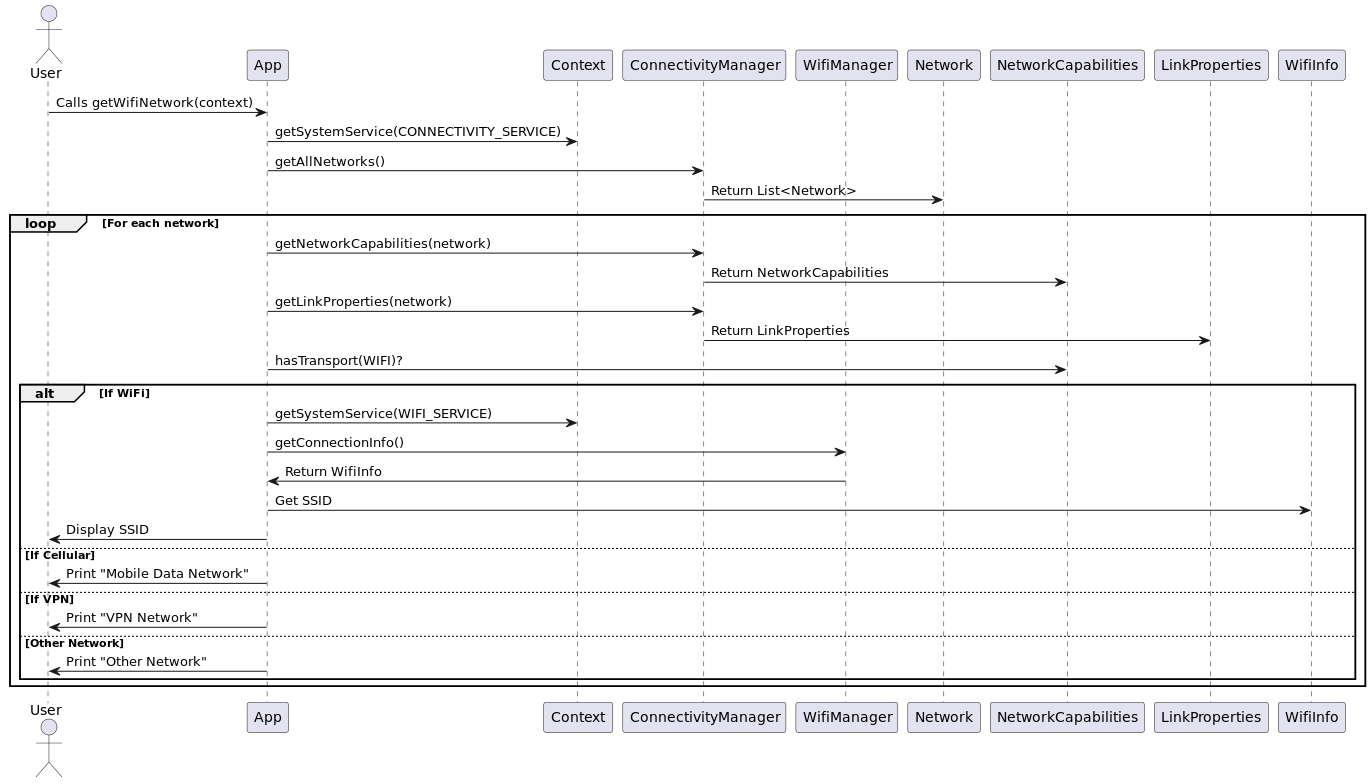 User
App
Context
ConnectivityManager
WifiManager
Network
NetworkCapabilities
LinkProperties
WifiInfo
Calls getWifiNetwork(context)
getSystemService(CONNECTIVITY_SERVICE)
getAllNetworks()
Return List<Network>
loop
[For each network]
getNetworkCapabilities(network)
Return NetworkCapabilities
getLinkProperties(network)
Return LinkProperties
hasTransport(WIFI)?
alt
[If WiFi]
getSystemService(WIFI_SERVICE)
getConnectionInfo()
Return WifiInfo
Get SSID
Display SSID
[If Cellular]
Print "Mobile Data Network"
[If VPN]
Print "VPN Network"
[Other Network]
Print "Other Network"
User
App
Context
ConnectivityManager
WifiManager
Network
NetworkCapabilities
LinkProperties
WifiInfo